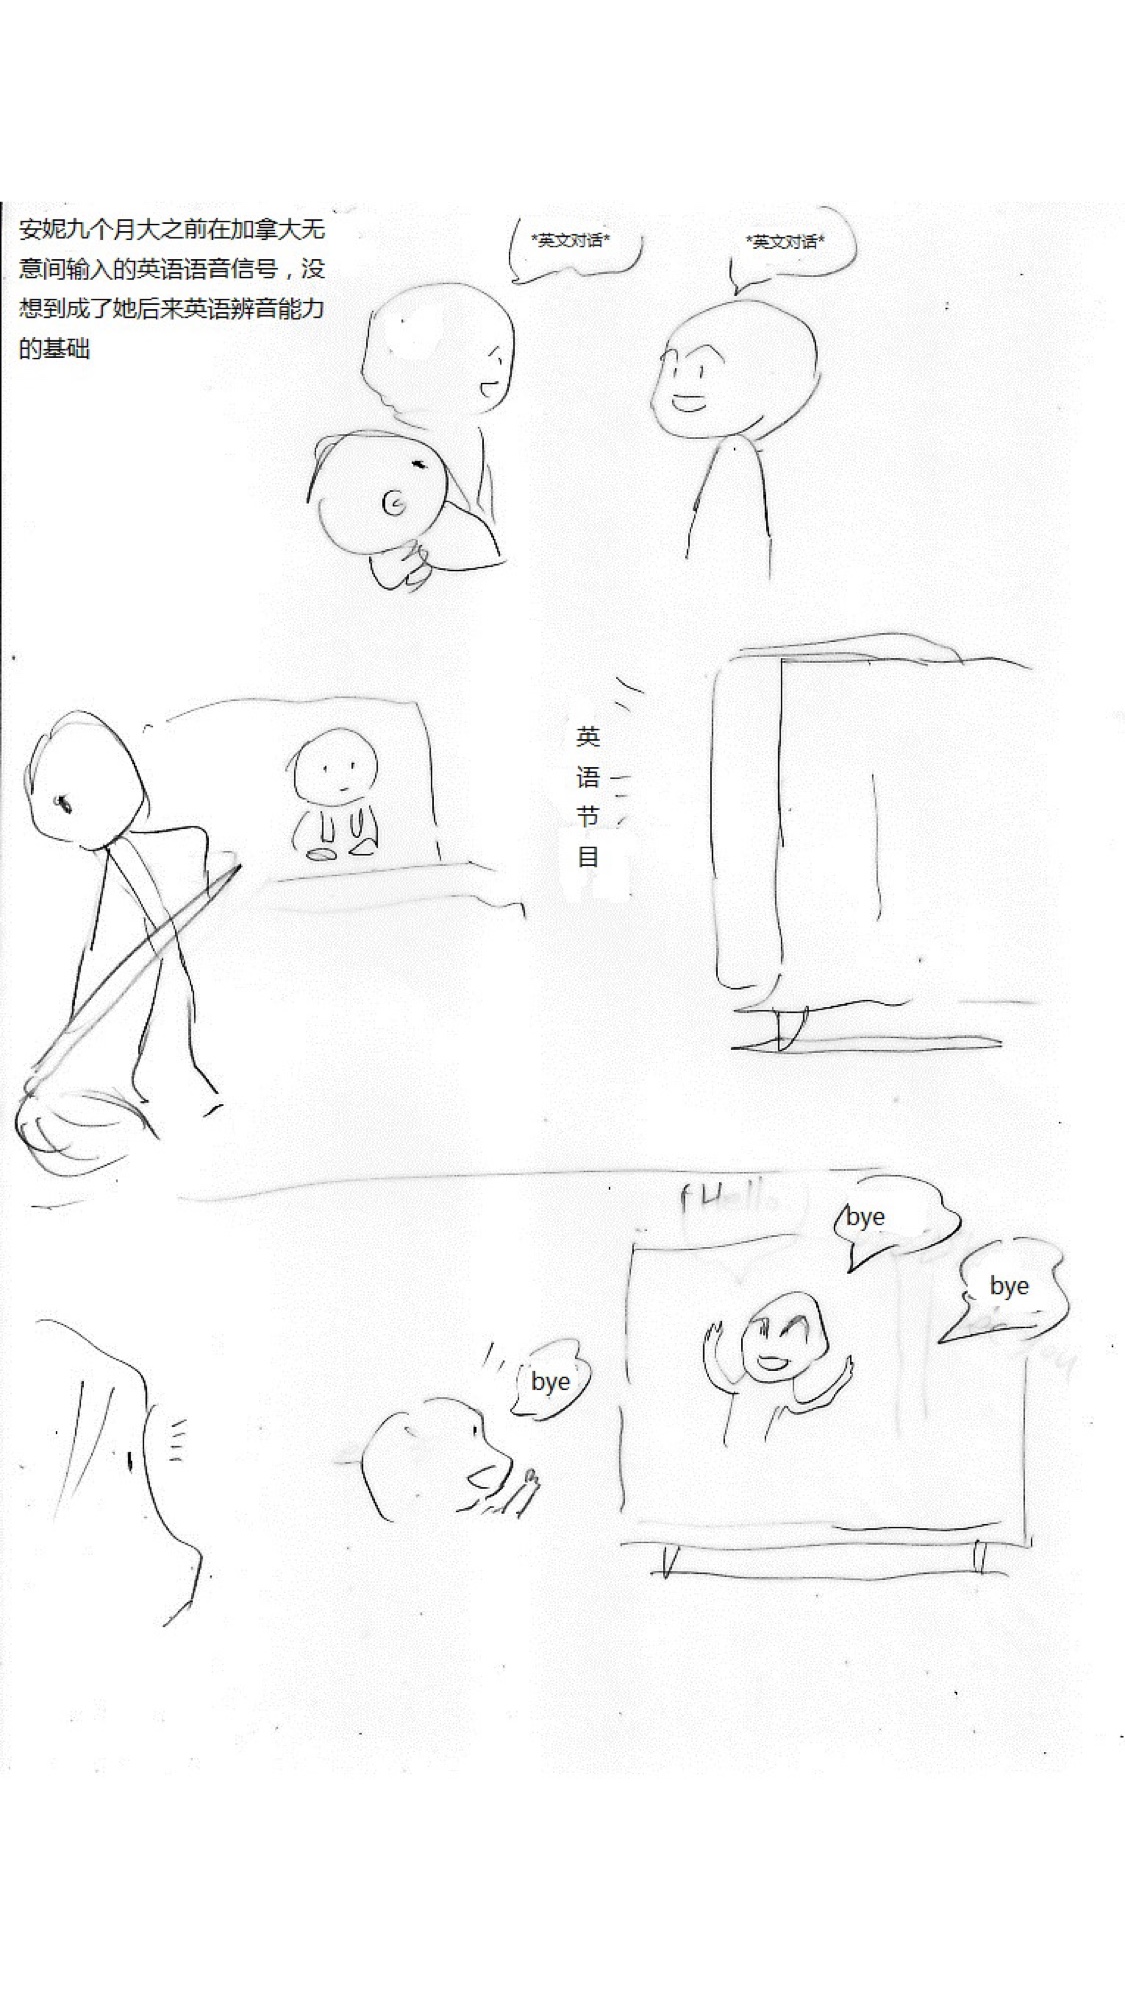 安妮九个月大之前在加拿大无
意间输入的英语语音信号，没
想到成了她后来英语辨音能力
的基础
*英文对话*
*英文对话*
英
语
节
目
Hello
bye
bye
bye